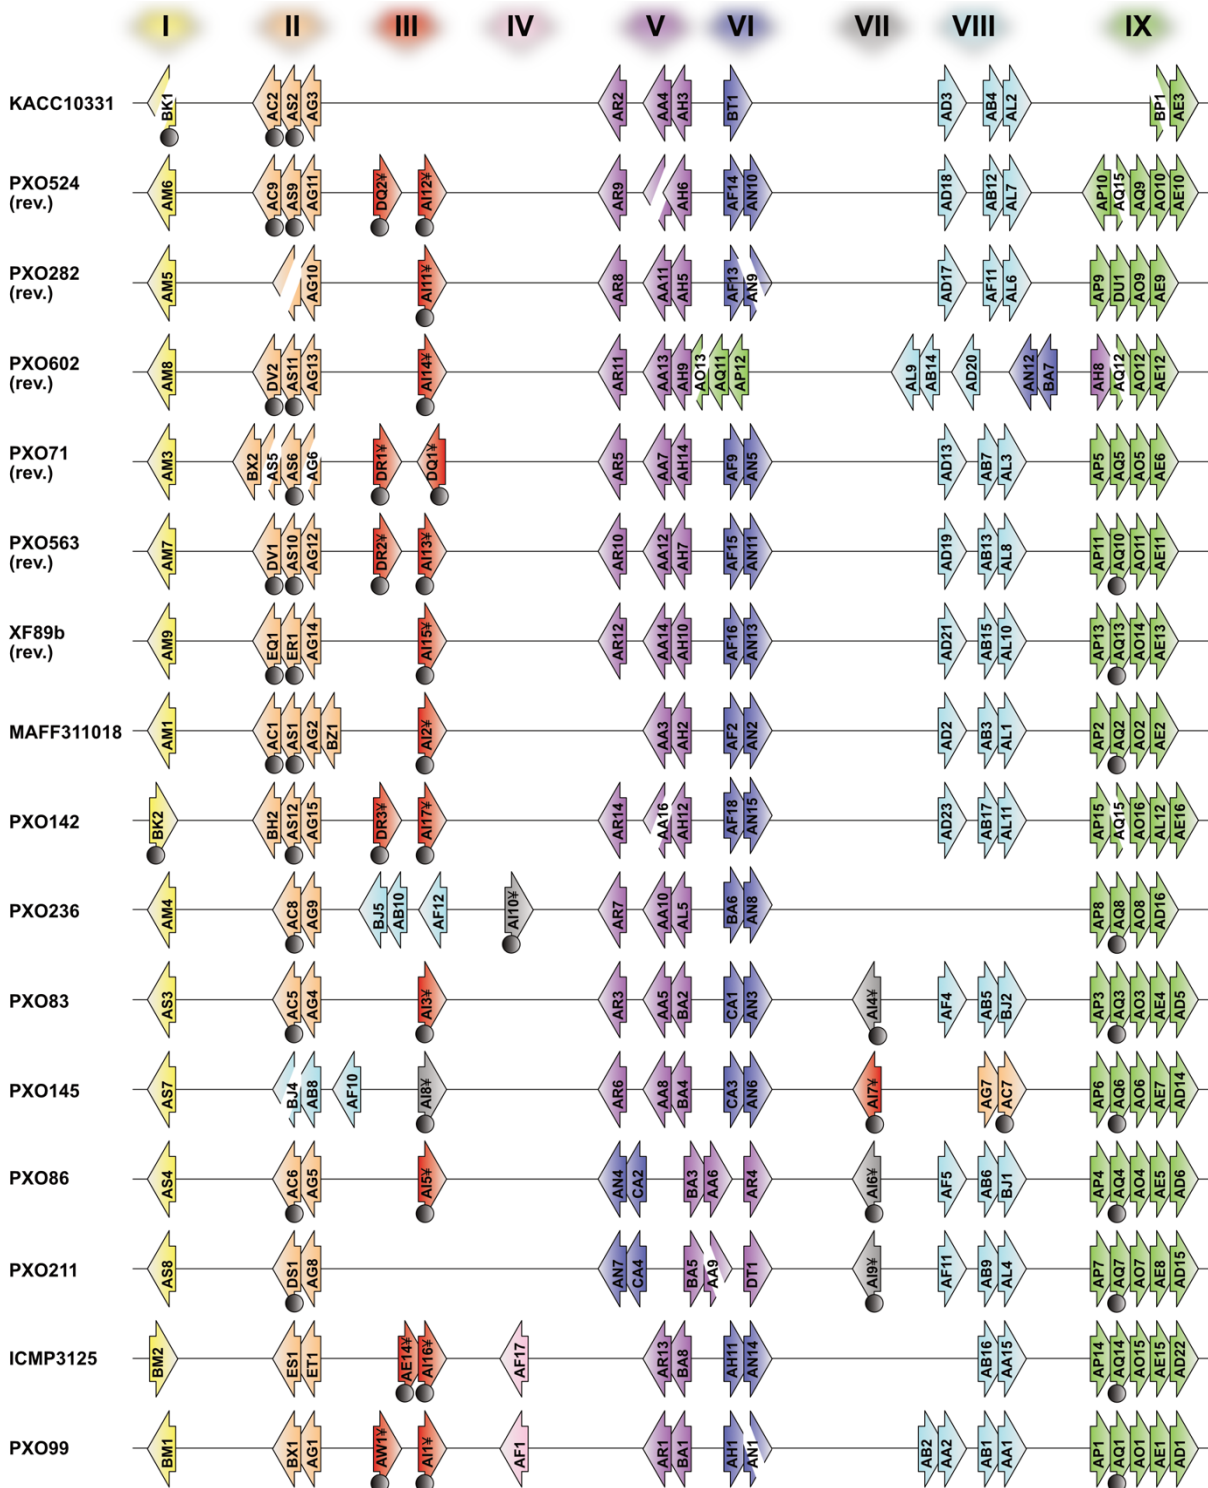 I II III IV V VI VII VIII IX
KACC10331 BK1 AC2 AS2 AG3 AR2 AA4 AH3 BT1 AD3 AB4 AL2 BP1 AE3
PXO524 AM6 AC9 AS9 AG11 DQ2¥ AI12¥ AR9 AH6 AF14 AN10 AD18 AB12 AL7 AP10 AQ15 AQ9 AO10 AE10
(rev.)
PXO282 AM5 AG10 AI11¥ AR8 AA11 AH5 AF13 AN9 AD17 AF11 AL6 AP9 DU1 AO9 AE9
(rev.)
PXO602 AM8 DV2 AS11 AG13 AI14¥ AR11 AA13 AH9 AO13 AQ11 AP12 AL9 AB14 AD20 AN12 BA7 AH8 AQ12 AO12 AE12
(rev.)
PXO71 AM3 BX2 AS5 AS6 AG6 DR1¥ DQ1¥ AR5 AA7 AH14 AF9 AN5 AD13 AB7 AL3 AP5 AQ5 AO5 AE6
(rev.)
PXO563 AM7 DV1 AS10 AG12 DR2¥ AI13¥ AR10 AA12 AH7 AF15 AN11 AD19 AB13 AL8 AP11 AQ10 AO11 AE11
(rev.)
XF89b AM9 EQ1 ER1 AG14 AI15¥ AR12 AA14 AH10 AF16 AN13 AD21 AB15 AL10 AP13 AQ13 AO14 AE13
(rev.)
MAFF311018 AM1 AC1 AS1 AG2 BZ1 AI2¥ AA3 AH2 AF2 AN2 AD2 AB3 AL1 AP2 AQ2 AO2 AE2
PXO142 BK2 BH2 AS12 AG15 DR3¥ AI17¥ AR14 AA16 AH12 AF18 AN15 AD23 AB17 AL11 AP15 AQ15 AO16 AL12 AE16
PXO236 AM4 AC8 AG9 BJ5 AB10 AF12 AI10¥ AR7 AA10 AL5 BA6 AN8 AP8 AQ8 AO8 AD16
PXO83 AS3 AC5 AG4 AI3¥ AR3 AA5 BA2 CA1 AN3 AI4¥ AF4 AB5 BJ2 AP3 AQ3 AO3 AE4 AD5
PXO145 AS7 BJ4 AB8 AF10 AI8¥ AR6 AA8 BA4 CA3 AN6 AI7¥ AG7 AC7 AP6 AQ6 AO6 AE7 AD14
PXO86 AS4 AC6 AG5 AI5¥ AN4 CA2 BA3 AA6 AR4 AI6¥ AF5 AB6 BJ1 AP4 AQ4 AO4 AE5 AD6
PXO211 AS8 DS1 AG8 AN7 CA4 BA5 AA9 DT1 AI9¥ AF11 AB9 AL4 AP7 AQ7 AO7 AE8 AD15
ICMP3125 BM2 ES1 ET1 AE14¥ AI16¥ AF17 AR13 BA8 AH11 AN14 AB16 AA15 AP14 AQ14 AO15 AE15 AD22
PXO99 BM1 BX1 AG1 AW1¥ AI1¥ AF1 AR1 BA1 AH1 AN1 AB2 AA2 AB1 AA1 AP1 AQ1 AO1 AE1 AD1